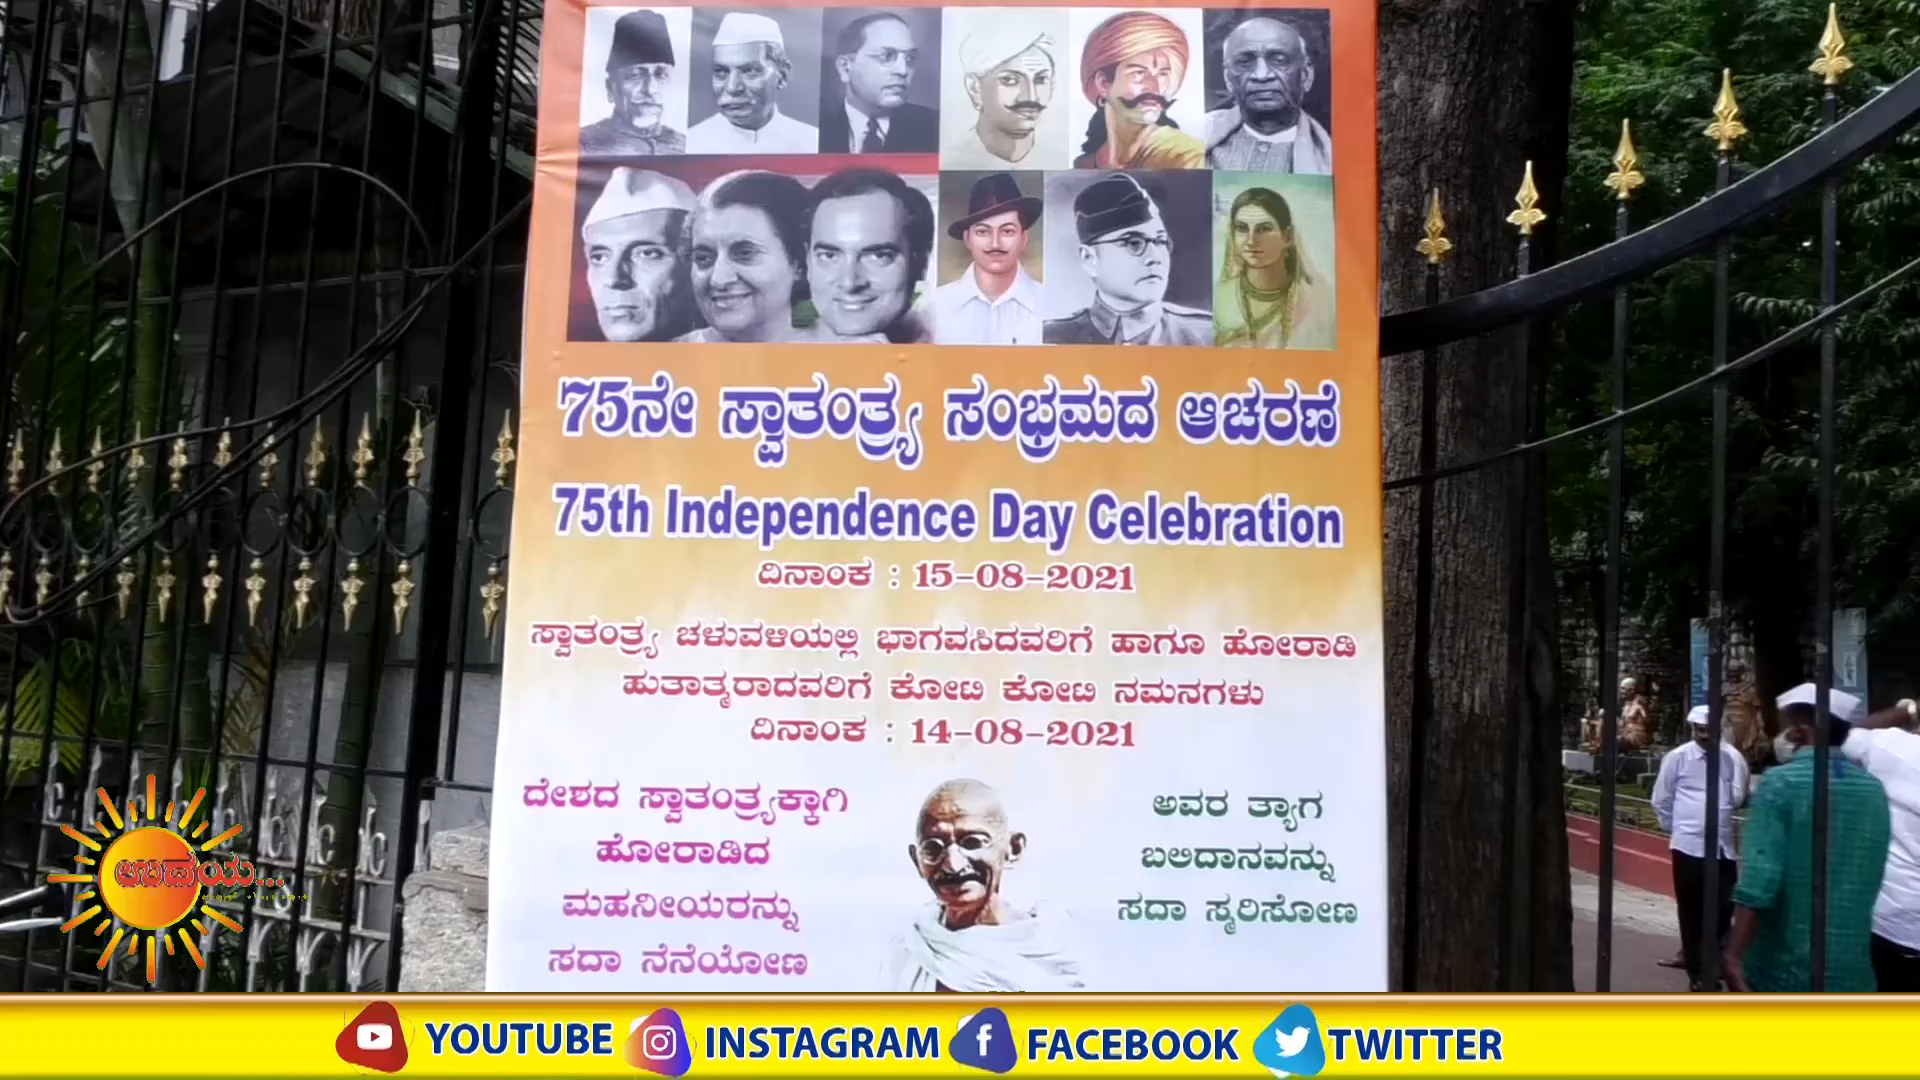 75ನೇ ಸ್ವಾತಂತ್ರ್ಯ ಸಂಭ್ರಮದ ಆಚರಣೆ
75th Independence Day Celebration
ದಿನಾಂಕ : 15-08-2021
ಸ್ವಾತಂತ್ರ್ಯ ಚಳುವಳಿಯಲ್ಲಿ ಭಾಗವಸಿದವರಿಗೆ ಹಾಗೂ ಹೋರಾಡಿ
ಹುತಾತ್ಮರಾದವರಿಗೆ ಕೋಟಿ ಕೋಟಿ ನಮನಗಳು
ದಿನಾಂಕ : 14-08-2021
ದೇಶದ ಸ್ವಾತಂತ್ರ್ಯಕ್ಕಾಗಿ
ಹೋರಾಡಿದ
ಮಹನೀಯರನ್ನು
ಸದಾ ನೆನೆಯೋಣ
ಅವರ ತ್ಯಾಗ
ಬಲಿದಾನವನ್ನು
ಸದಾ ಸ್ಮರಿಸೋಣ
ಉದಯ...
YOUTUBE INSTAGRAM FACEBOOK TWITTER